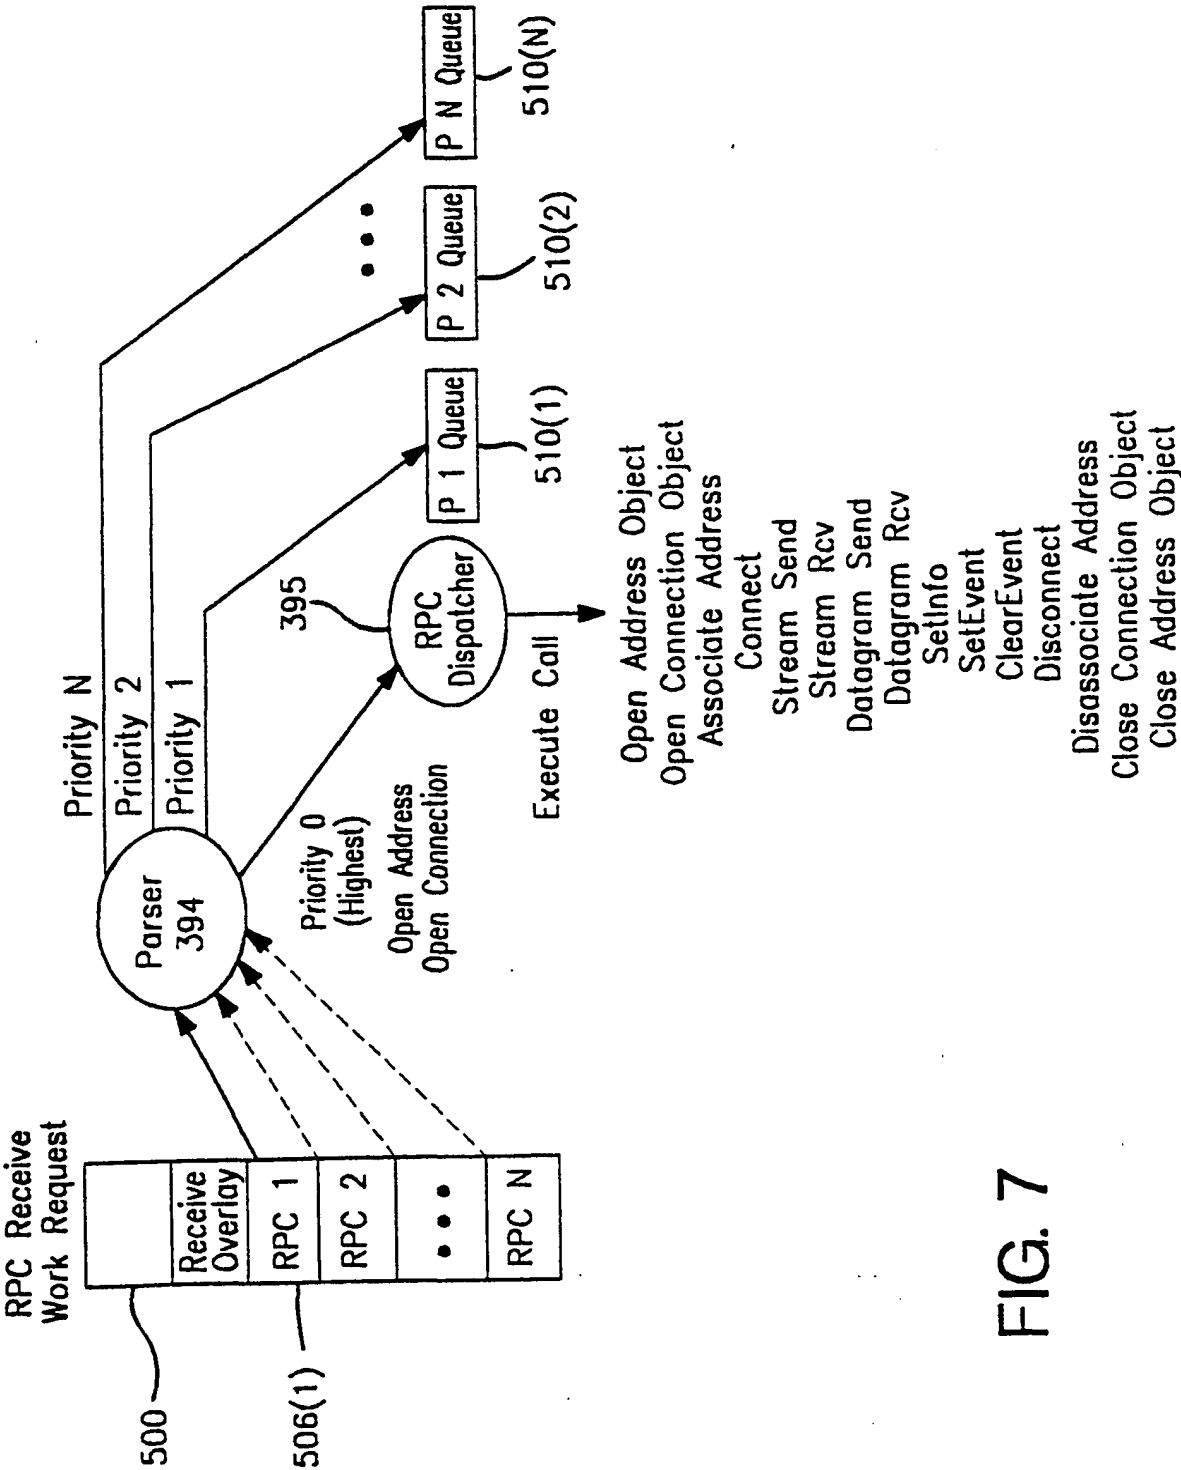 RPC Receive
Work Request
500
Receive
Overlay
RPC 1
RPC 2
RPC N
506(1)
Parser
394
Priority N
Priority 2
Priority 1
Priority 0
(Highest)
Open Address
Open Connection
395
RPC
Dispatcher
P 1 Queue
510(1)
P 2 Queue
510(2)
P N Queue
510(N)
Execute Call
Open Address Object
Open Connection Object
Associate Address
Connect
Stream Send
Stream Rcv
Datagram Send
Datagram Rcv
SetInfo
SetEvent
ClearEvent
Disconnect
Disassociate Address
Close Connection Object
Close Address Object
FIG. 7